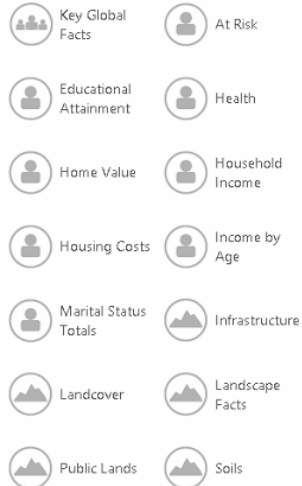 Key Global
Facts
At Risk
Educational
Attainment
Health
Home Value
Household
Income
Housing Costs
Income by
Age
Marital Status
Totals
Infrastructure
Landcover
Landscape
Facts
Public Lands
Soils